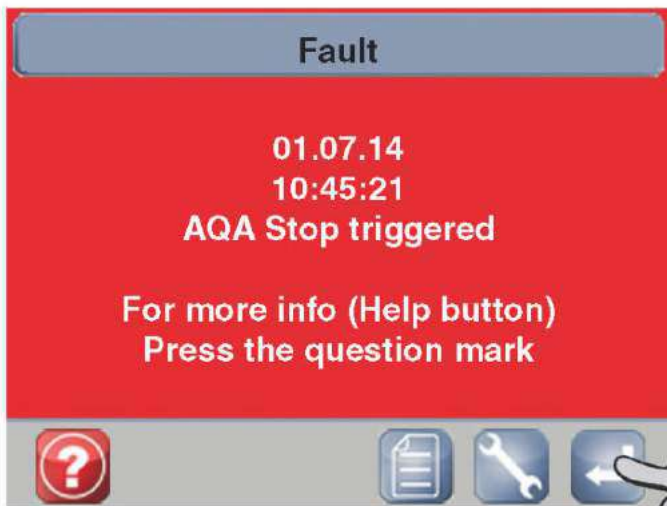 Fault
01.07.14
10:45:21
AQA Stop triggered
For more info (Help button)
Press the question mark
?